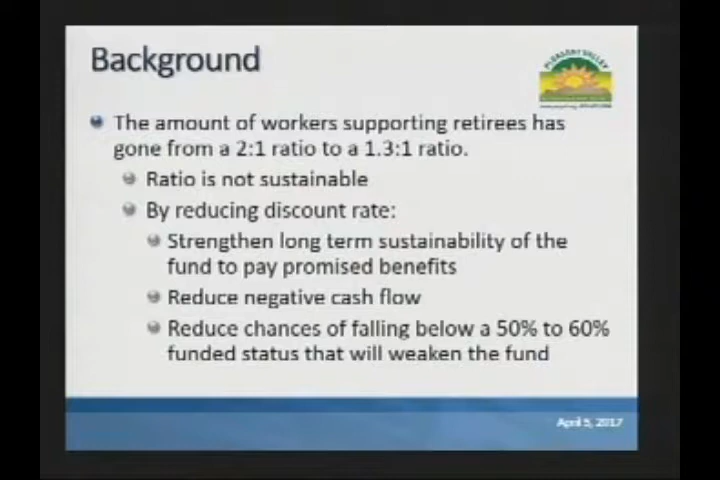 Background
PLEASANT VALLEY
The amount of workers supporting retirees has
gone from a 2:1 ratio to a 1.3:1 ratio.
Ratio is not sustainable
By reducing discount rate:
Strengthen long term sustainability of the
fund to pay promised benefits
Reduce negative cash flow
Reduce chances of falling below a 50% to 60%
funded status that will weaken the fund
April 5, 2017